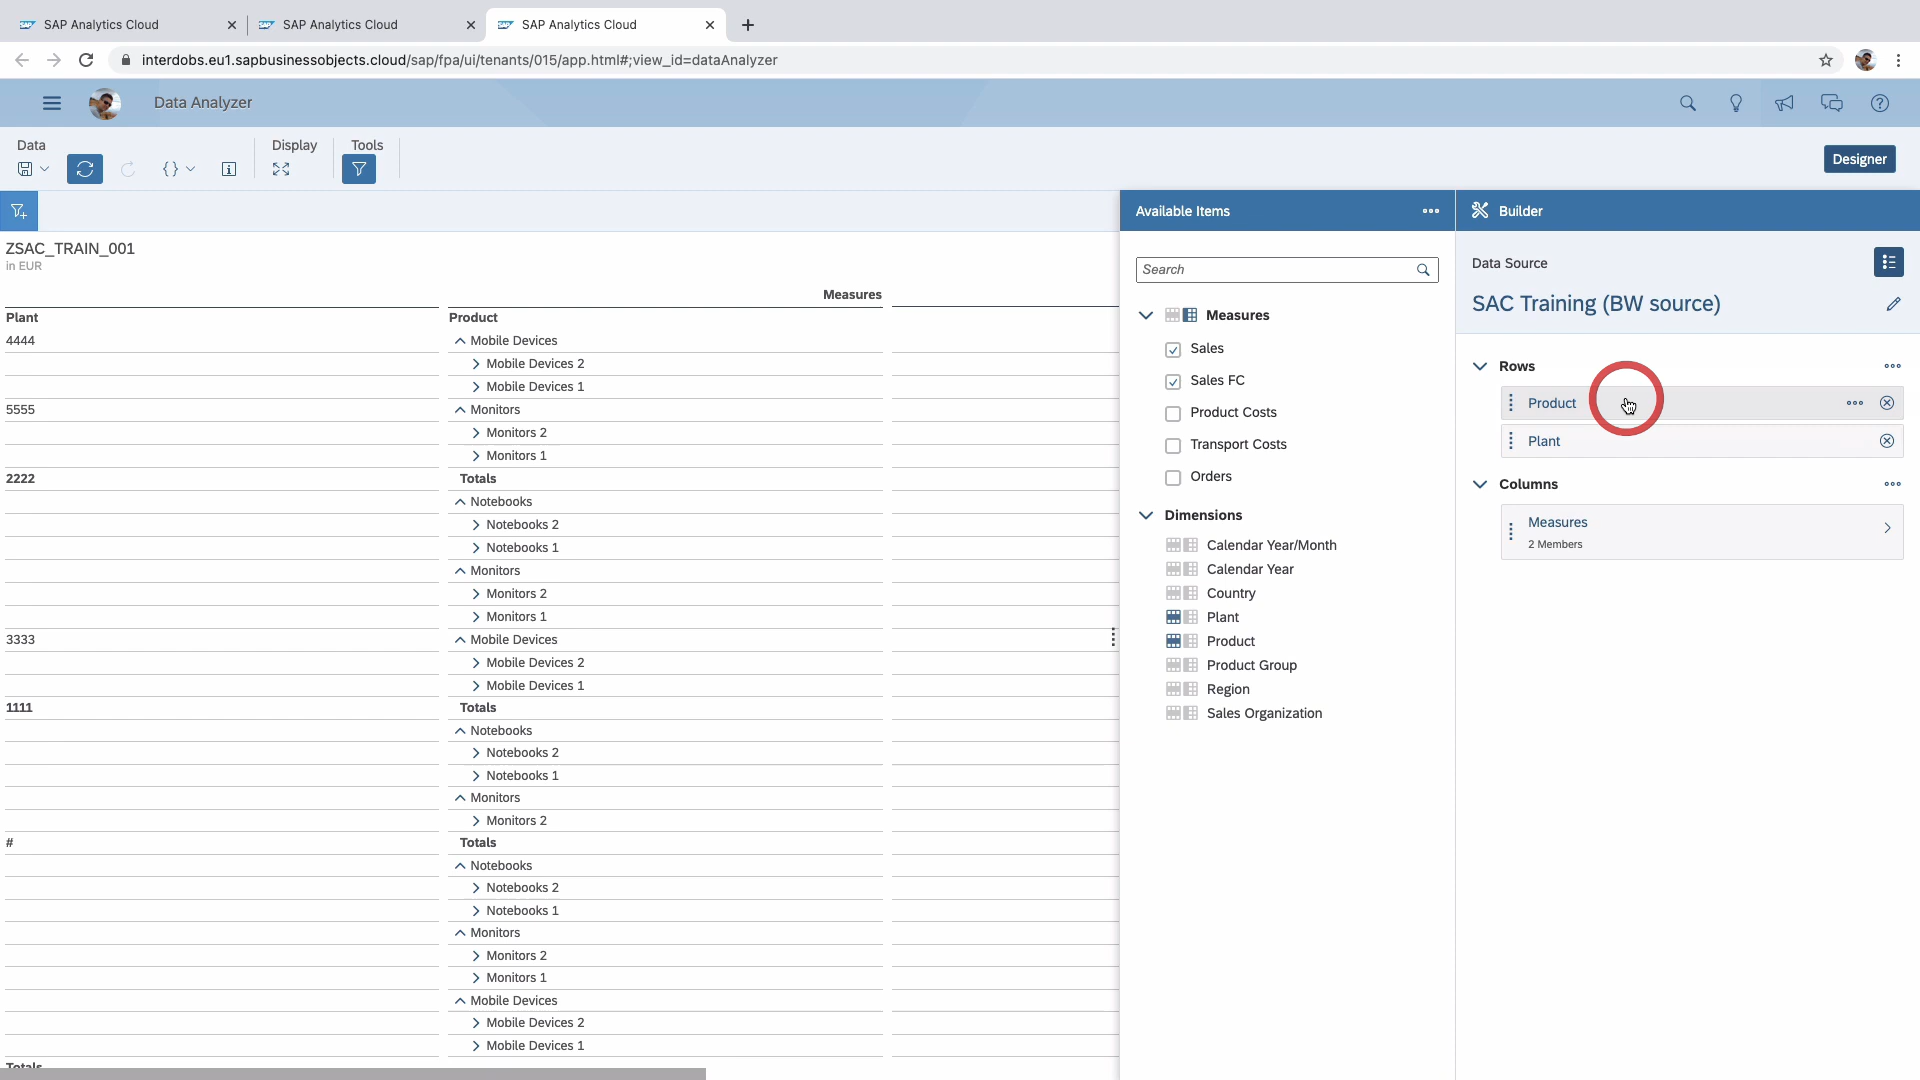 SAP Analytics Cloud
SAP Analytics Cloud
SAP Analytics Cloud
interdobs.eu1.sapbusinessobjects.cloud/sap/fpa/ui/tenants/015/app.html#;view_id=dataAnalyzer
Data Analyzer
Data
Display
Tools
Designer
ZSAC_TRAIN_001
in EUR
Measures
Plant
Product
4444
Mobile Devices
Mobile Devices 2
Mobile Devices 1
5555
Monitors
Monitors 2
Monitors 1
2222
Totals
Notebooks
Notebooks 2
Notebooks 1
Monitors
Monitors 2
Monitors 1
3333
Mobile Devices
Mobile Devices 2
Mobile Devices 1
1111
Totals
Notebooks
Notebooks 2
Notebooks 1
Monitors
Monitors 2
#
Totals
Notebooks
Notebooks 2
Notebooks 1
Monitors
Monitors 2
Monitors 1
Mobile Devices
Mobile Devices 2
Mobile Devices 1
Totals
Available Items
Search
Measures
Sales
Sales FC
Product Costs
Transport Costs
Orders
Dimensions
Calendar Year/Month
Calendar Year
Country
Plant
Product
Product Group
Region
Sales Organization
Builder
Data Source
SAC Training (BW source)
Rows
Product
Plant
Columns
Measures
2 Members